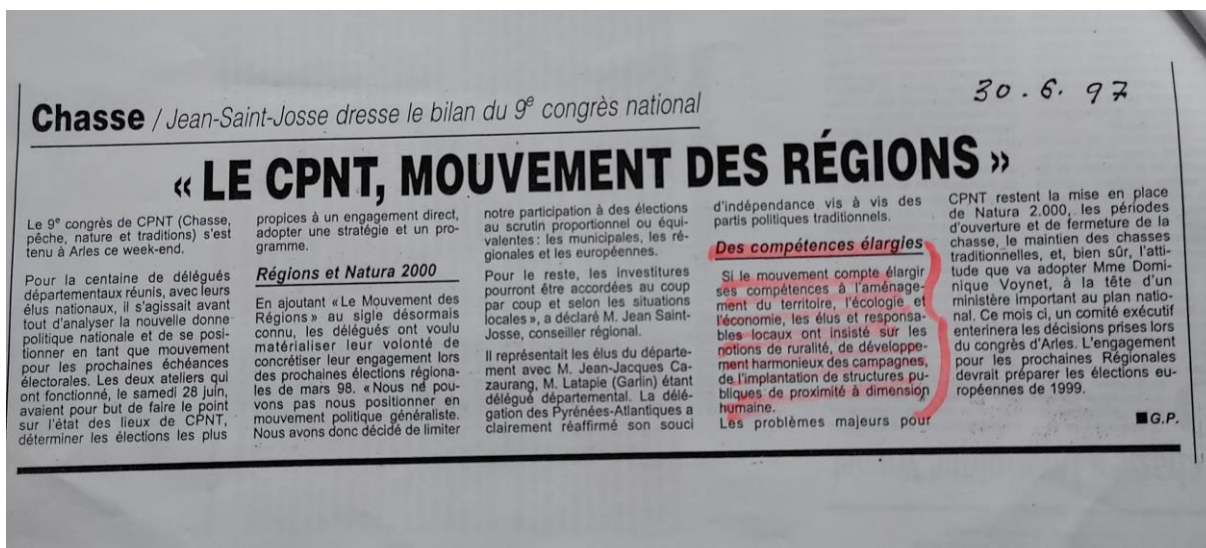 30.6.97
Chasse / Jean-Saint-Josse dresse le bilan du 9e congrès national
« LE CPNT, MOUVEMENT DES RÉGIONS »
Le 9e congrès de CPNT (Chasse,
pêche, nature et traditions) s'est
tenu à Arles ce week-end.
Pour la centaine de délégués
départementaux réunis, avec leurs
élus nationaux, il s'agissait avant
tout d'analyser la nouvelle donne
politique nationale et de se posi-
tionner en tant que mouvement
pour les prochaines échéances
électorales. Les deux ateliers qui
ont fonctionné, le samedi 28 juin,
avaient pour but de faire le point
sur l'état des lieux de CPNT,
déterminer les élections les plus
propices à un engagement direct,
adopter une stratégie et un pro-
gramme.
Régions et Natura 2000
En ajoutant « Le Mouvement des
Régions » au sigle désormais
connu, les délégués ont voulu
matérialiser leur volonté de
concrétiser leur engagement lors
des prochaines élections régiona-
les de mars 98. « Nous ne pou-
vons pas nous positionner en
mouvement politique généraliste.
Nous avons donc décidé de limiter
notre participation à des élections
au scrutin proportionnel ou équi-
valentes : les municipales, les ré-
gionales et les européennes.
Pour le reste, les investitures
pourront être accordées au coup
par coup et selon les situations
locales », a déclaré M. Jean Saint-
Josse, conseiller régional.
Il représentait les élus du départe-
ment avec M. Jean-Jacques Ca-
zaurang, M. Latapie (Garlin) étant
délégué départemental. La délé-
gation des Pyrénées-Atlantiques a
clairement réaffirmé son souci
d'indépendance vis à vis des
partis politiques traditionnels.
Des compétences élargies
Si le mouvement compte élargir
ses compétences à l'aménage-
ment du territoire, l'écologie et
l'économie, les élus et responsa-
bles locaux ont insisté sur les
notions de ruralité, de développe-
ment harmonieux des campagnes,
de l'implantation de structures pu-
bliques de proximité à dimension
humaine.
Les problèmes majeurs pour
CPNT restent la mise en place
de Natura 2.000, les périodes
d'ouverture et de fermeture de la
chasse, le maintien des chasses
traditionnelles, et, bien sûr, l'atti-
tude que va adopter Mme Domi-
nique Voynet, à la tête d'un
ministère important au plan natio-
nal. Ce mois ci, un comité exécutif
enterinera les décisions prises lors
du congrès d'Arles. L'engagement
pour les prochaines Régionales
devrait préparer les élections eu-
ropéennes de 1999.
■ G.P.